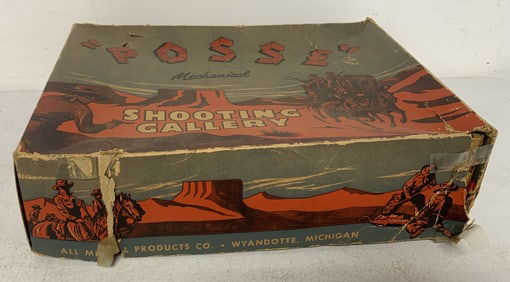 "POSSE"
Mechanical
SHOOTING
GALLERY
ALL PRODUCTS CO. • WYANDOTTE, MICHIGAN